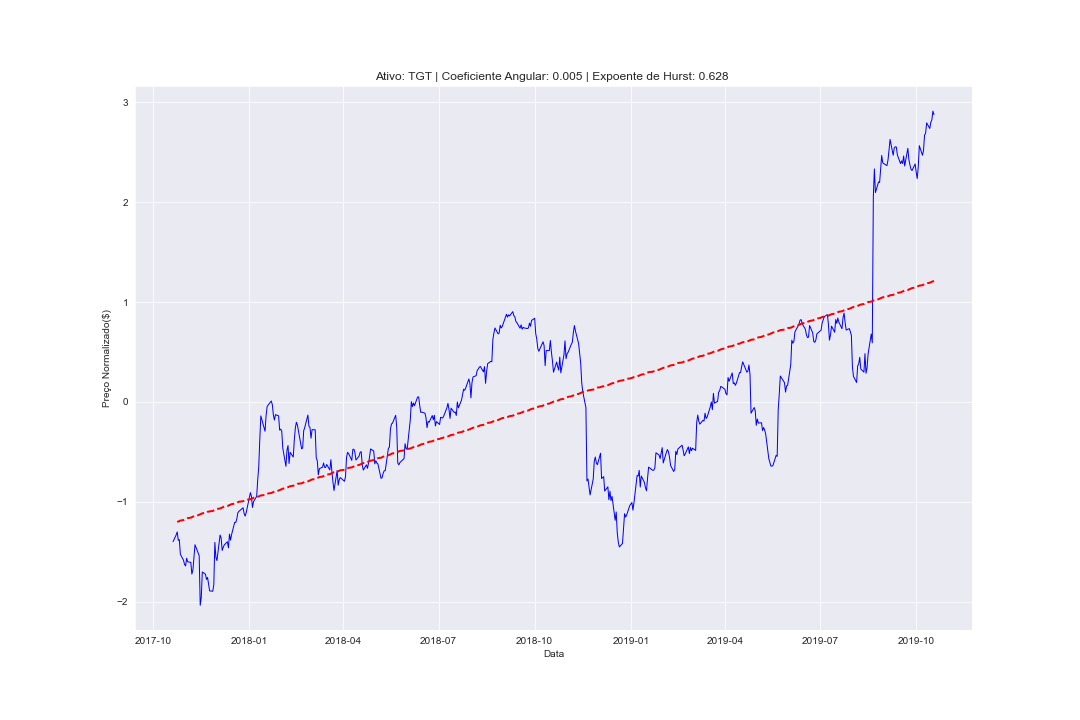 Ativo: TGT | Coeficiente Angular: 0.005 | Expoente de Hurst: 0.628
3
2
1
0
−1
−2
Preço Normalizado($)
2017-10 2018-01 2018-04 2018-07 2018-10 2019-01 2019-04 2019-07 2019-10
Data